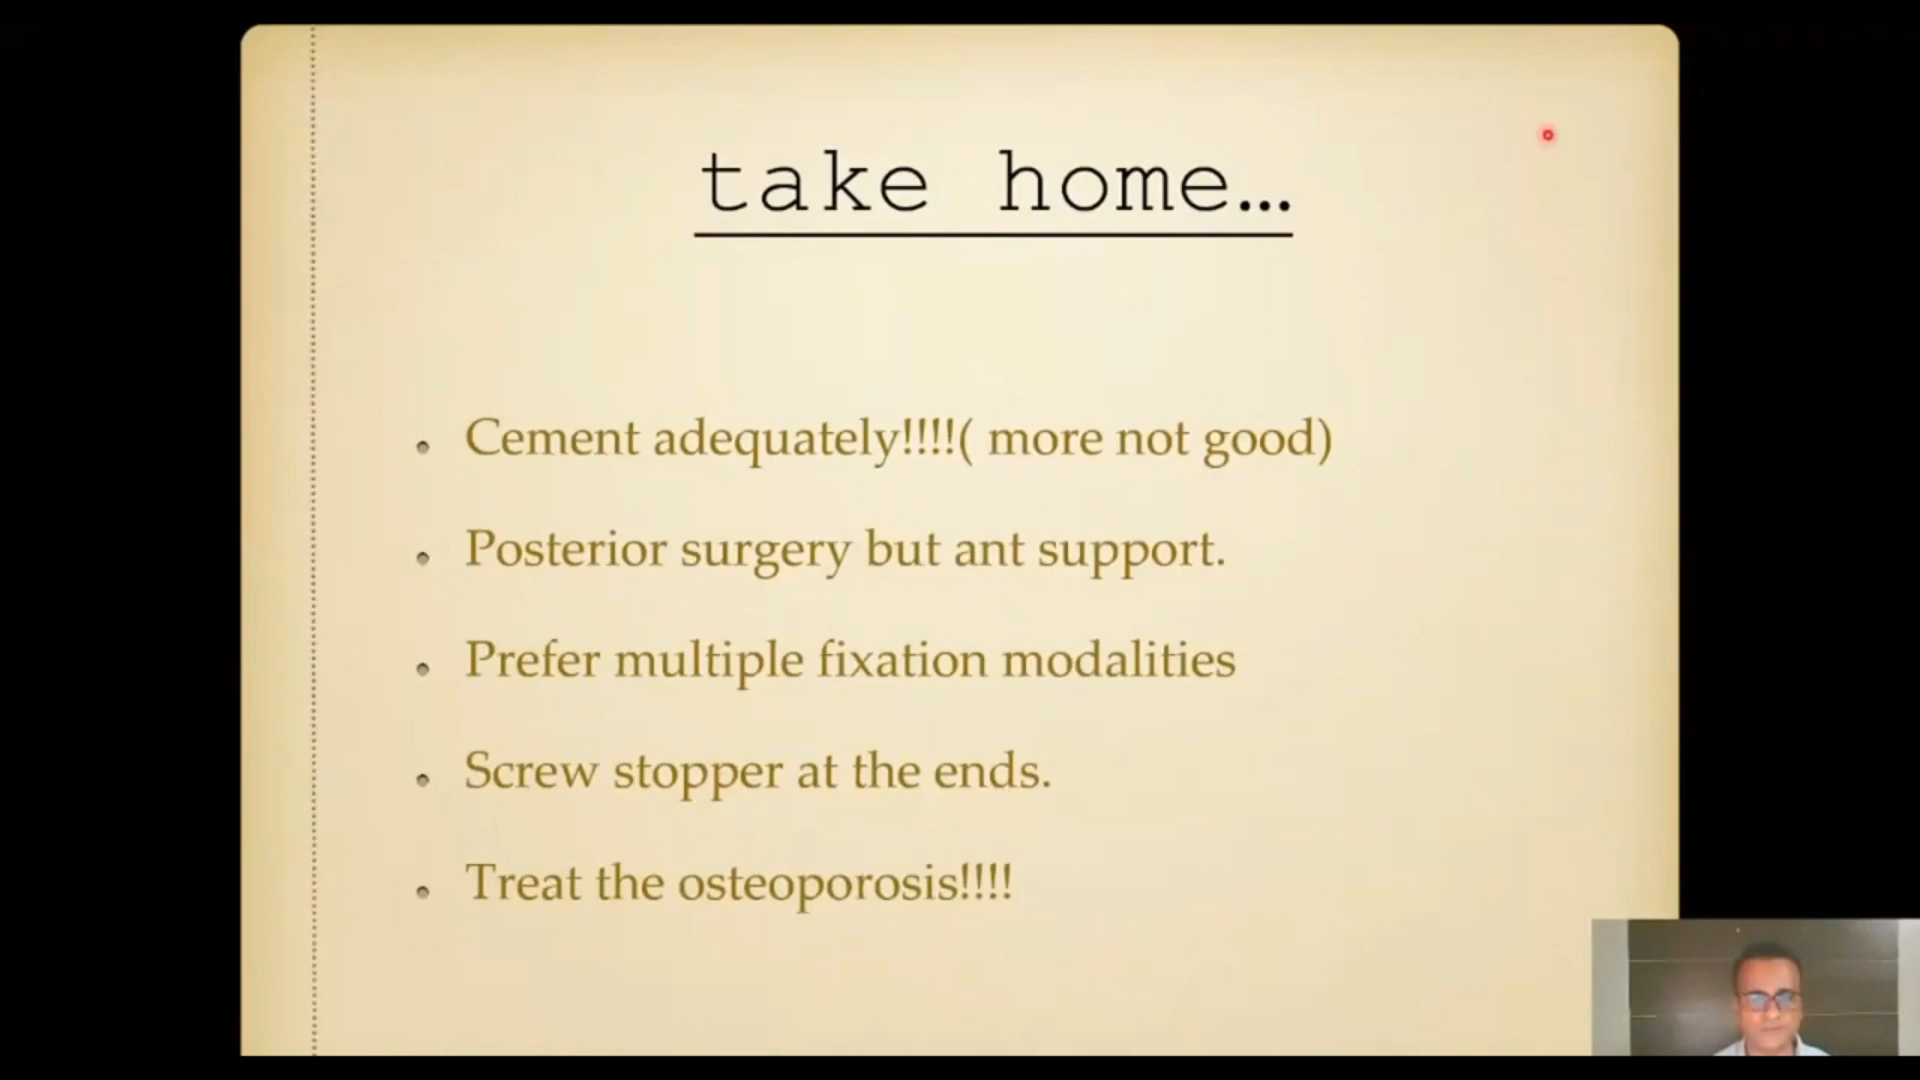 take home…
Cement adequately!!!!( more not good)
Posterior surgery but ant support.
Prefer multiple fixation modalities
Screw stopper at the ends.
Treat the osteoporosis!!!!